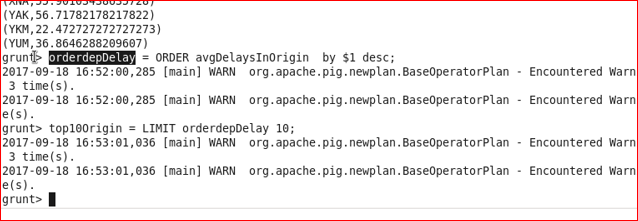 (YAK,56.71782178217822)
(YKM,22.472727272727273)
(YUM,36.8646288209607)
grunt> orderdepDelay = ORDER avgDelaysInOrigin  by $1 desc;
2017-09-18 16:52:00,285 [main] WARN  org.apache.pig.newplan.BaseOperatorPlan - Encountered Warn
 3 time(s).
2017-09-18 16:52:00,285 [main] WARN  org.apache.pig.newplan.BaseOperatorPlan - Encountered Warn
e(s).
grunt> top10Origin = LIMIT orderdepDelay 10;
2017-09-18 16:53:01,036 [main] WARN  org.apache.pig.newplan.BaseOperatorPlan - Encountered Warn
 3 time(s).
2017-09-18 16:53:01,036 [main] WARN  org.apache.pig.newplan.BaseOperatorPlan - Encountered Warn
e(s).
grunt>